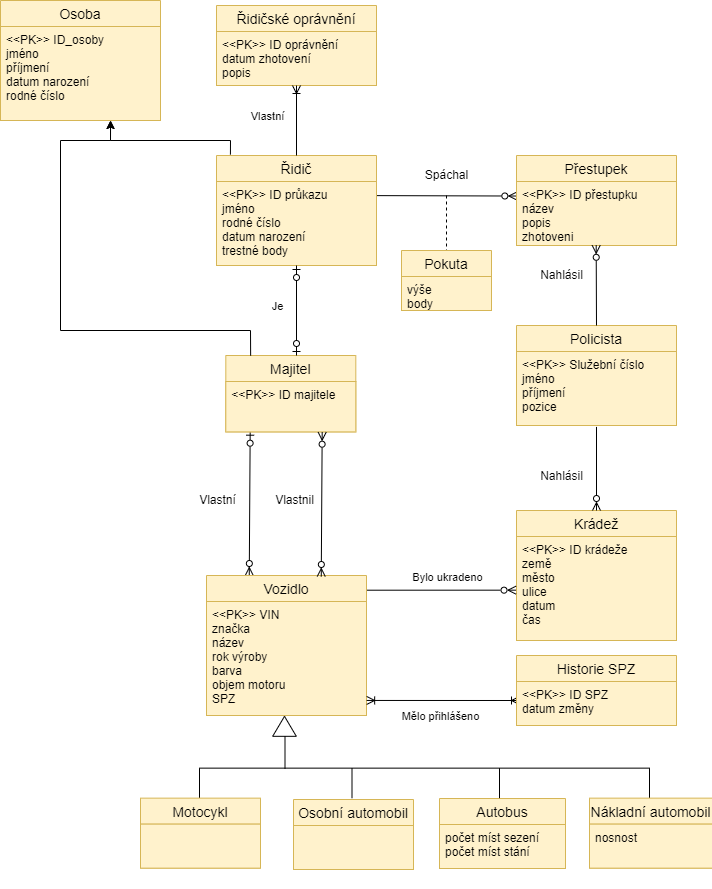 Osoba
<<PK>> ID_osoby
jméno
příjmení
datum narození
rodné číslo
Řidičské oprávnění
<<PK>> ID oprávnění
datum zhotovení
popis
Vlastní
Řidič
<<PK>> ID průkazu
jméno
rodné číslo
datum narození
trestné body
Spáchal
Přestupek
<<PK>> ID přestupku
název
popis
zhotoveni
Pokuta
výše
body
Nahlásil
Je
Policista
<<PK>> Služební číslo
jméno
příjmení
pozice
Majitel
<<PK>> ID majitele
Nahlásil
Vlastní
Vlastnil
Krádež
<<PK>> ID krádeže
země
město
ulice
datum
čas
Bylo ukradeno
Vozidlo
<<PK>> VIN
značka
název
rok výroby
barva
objem motoru
SPZ
Historie SPZ
<<PK>> ID SPZ
datum změny
Mělo přihlášeno
Motocykl
Osobní automobil
Autobus
počet míst sezení
počet míst stání
Nákladní automobil
nosnost